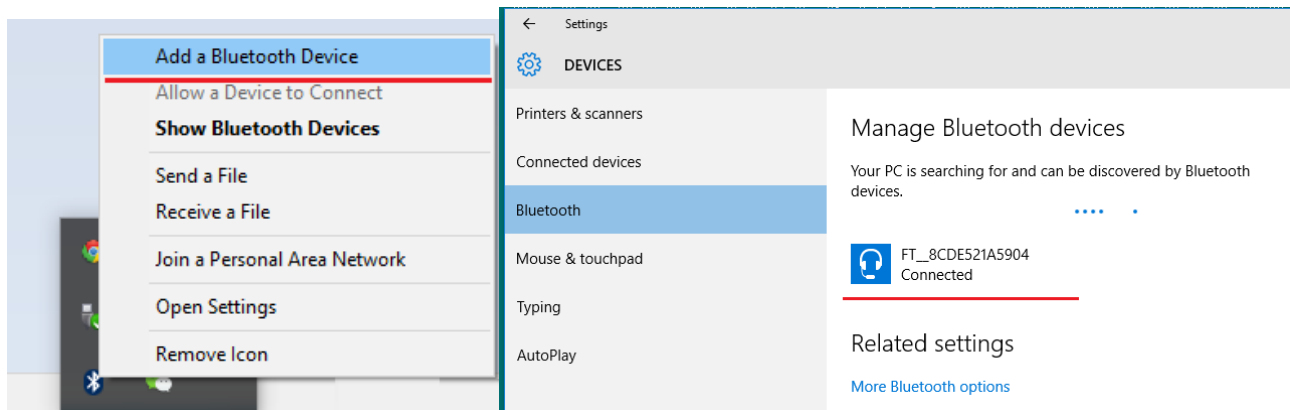 Add a Bluetooth Device
Allow a Device to Connect
Show Bluetooth Devices
Send a File
Receive a File
Join a Personal Area Network
Open Settings
Remove Icon
Settings
DEVICES
Printers & scanners
Connected devices
Bluetooth
Mouse & touchpad
Typing
AutoPlay
Manage Bluetooth devices
Your PC is searching for and can be discovered by Bluetooth
devices.
FT__8CDE521A5904
Connected
Related settings
More Bluetooth options